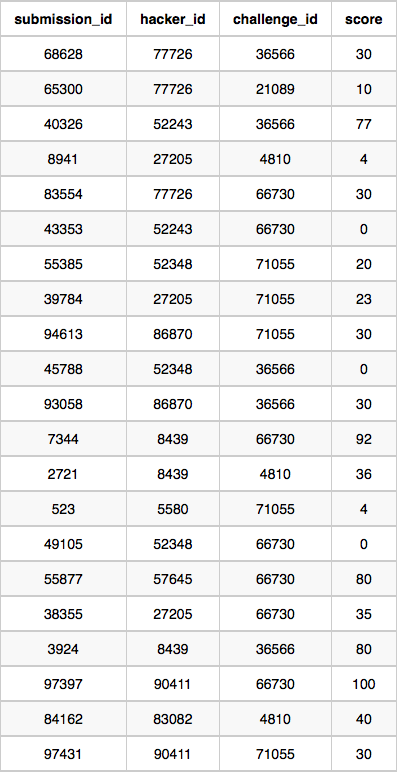 submission_id hacker_id challenge_id score
68628 77726 36566 30
65300 77726 21089 10
40326 52243 36566 77
8941 27205 4810 4
83554 77726 66730 30
43353 52243 66730 0
55385 52348 71055 20
39784 27205 71055 23
94613 86870 71055 30
45788 52348 36566 0
93058 86870 36566 30
7344 8439 66730 92
2721 8439 4810 36
523 5580 71055 4
49105 52348 66730 0
55877 57645 66730 80
38355 27205 66730 35
3924 8439 36566 80
97397 90411 66730 100
84162 83082 4810 40
97431 90411 71055 30